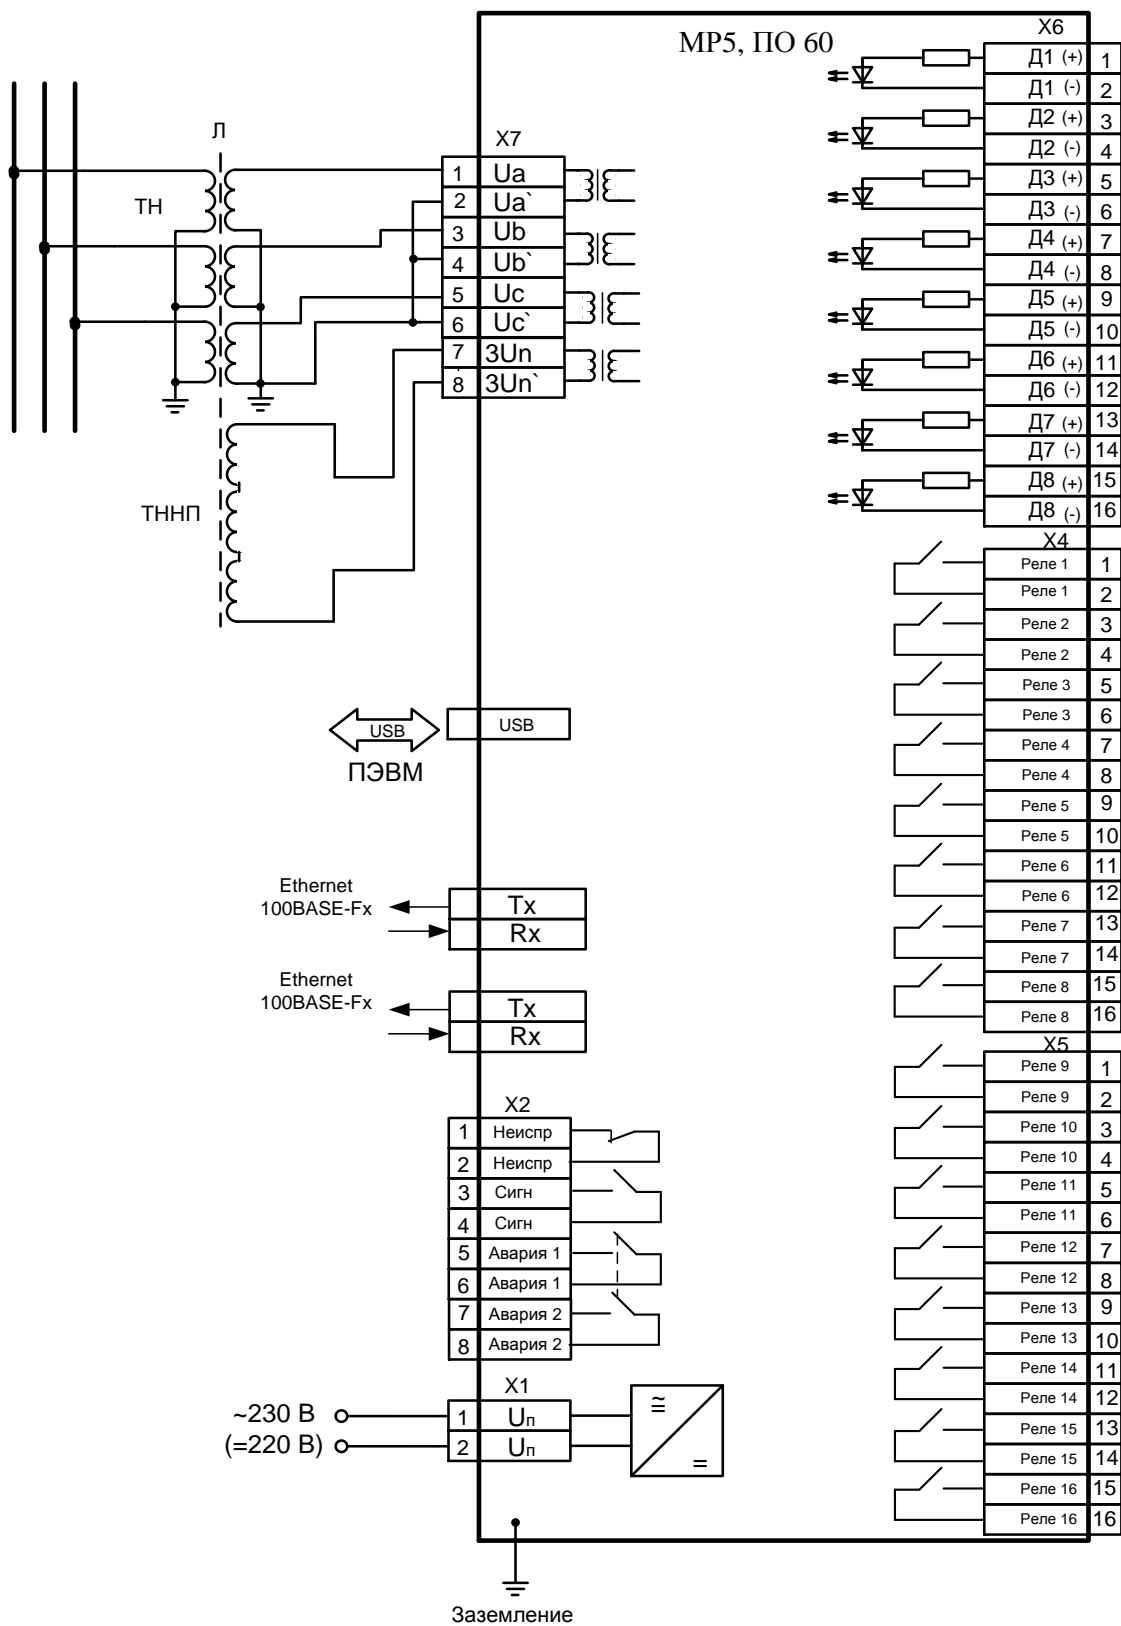 МР5, ПО 60
Л
ТН
ТННП
X7
1 Ua
2 Ua`
3 Ub
4 Ub`
5 Uc
6 Uc`
7 3Un
8 3Un`
USB
USB
ПЭВМ
Ethernet
100BASE-Fx
Tx
Rx
Ethernet
100BASE-Fx
Tx
Rx
X2
1 Неиспр
2 Неиспр
3 Сигн
4 Сигн
5 Авария 1
6 Авария 1
7 Авария 2
8 Авария 2
X1
~230 В
(=220 В)
1 Uп
2 Uп
≅
=
Заземление
X6
Д1 (+) 1
Д1 (-) 2
Д2 (+) 3
Д2 (-) 4
Д3 (+) 5
Д3 (-) 6
Д4 (+) 7
Д4 (-) 8
Д5 (+) 9
Д5 (-) 10
Д6 (+) 11
Д6 (-) 12
Д7 (+) 13
Д7 (-) 14
Д8 (+) 15
Д8 (-) 16
X4
Реле 1 1
Реле 1 2
Реле 2 3
Реле 2 4
Реле 3 5
Реле 3 6
Реле 4 7
Реле 4 8
Реле 5 9
Реле 5 10
Реле 6 11
Реле 6 12
Реле 7 13
Реле 7 14
Реле 8 15
Реле 8 16
X5
Реле 9 1
Реле 9 2
Реле 10 3
Реле 10 4
Реле 11 5
Реле 11 6
Реле 12 7
Реле 12 8
Реле 13 9
Реле 13 10
Реле 14 11
Реле 14 12
Реле 15 13
Реле 15 14
Реле 16 15
Реле 16 16